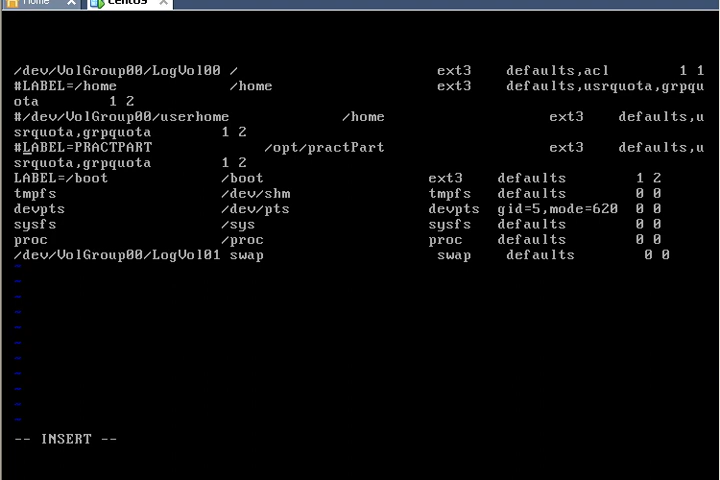 Home
CentOS
/dev/VolGroup00/LogVol00 / ext3 defaults,acl 1 1
#LABEL=/home /home ext3 defaults,usrquota,grpqu
ota 1 2
#/dev/VolGroup00/userhome /home ext3 defaults,u
srquota,grpquota 1 2
#LABEL=PRACTPART /opt/practPart ext3 defaults,u
srquota,grpquota 1 2
LABEL=/boot /boot ext3 defaults 1 2
tmpfs /dev/shm tmpfs defaults 0 0
devpts /dev/pts devpts gid=5,mode=620 0 0
sysfs /sys sysfs defaults 0 0
proc /proc proc defaults 0 0
/dev/VolGroup00/LogVol01 swap swap defaults 0 0
~
~
~
~
~
~
~
~
~
~
~
-- INSERT --